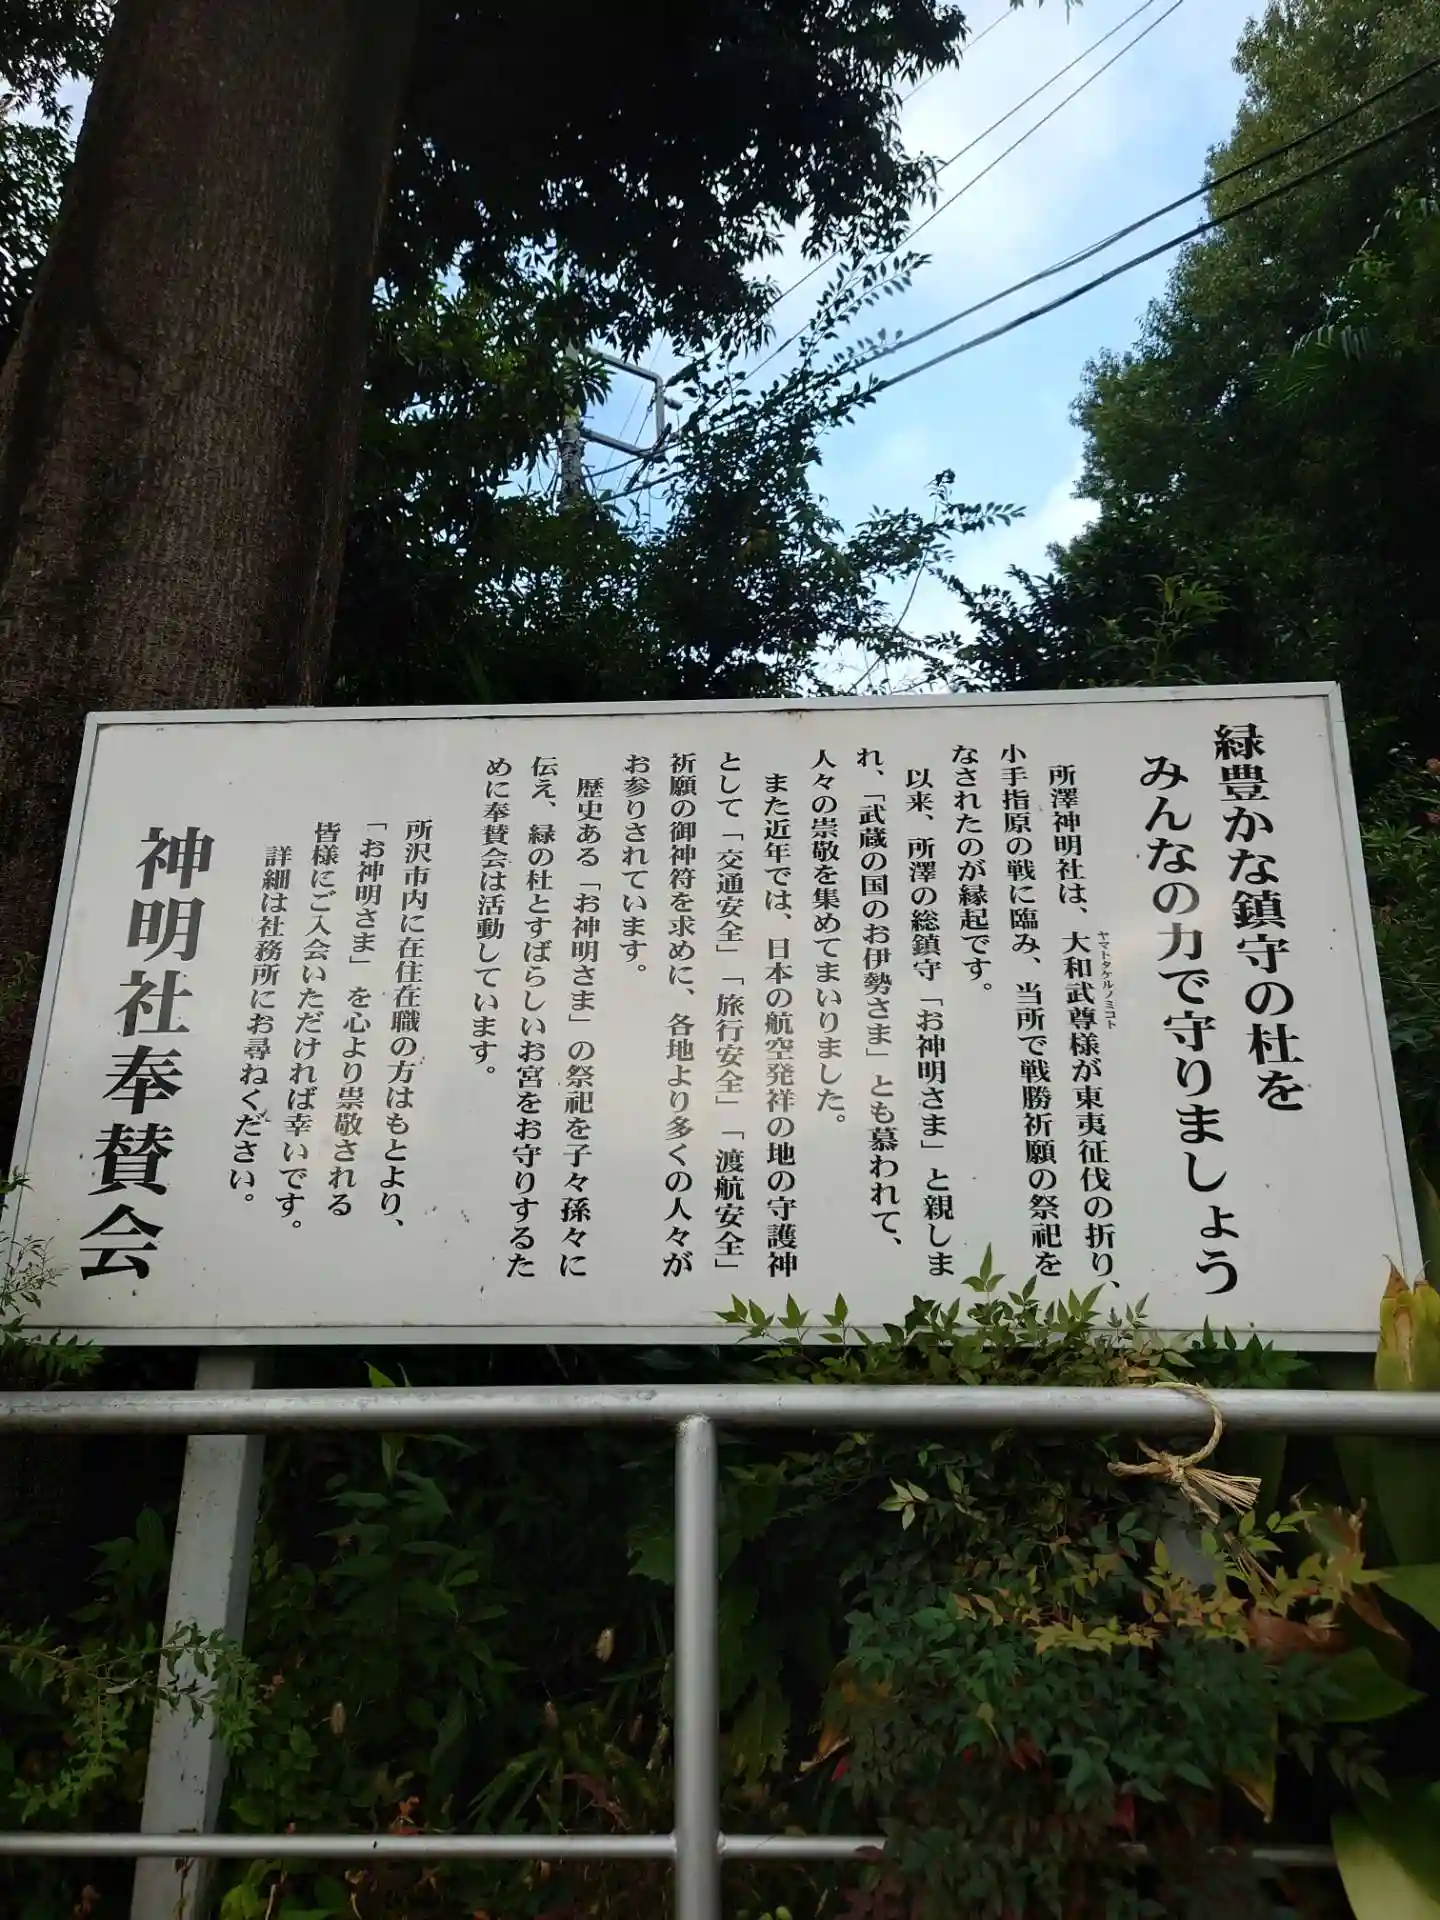 緑豊かな鎮守の杜を
みんなの力で守りましょう
所澤神明社は、大和武尊様が東夷征伐の折り、
ヤマトタケルノミコト
小手指原の戦に臨み、当所で戦勝祈願の祭祀を
なされたのが縁起です。
以来、所澤の総鎮守「お神明さま」と親しま
れ、「武蔵の国のお伊勢さま」とも慕われて、
人々の崇敬を集めてまいりました。
また近年では、日本の航空発祥の地の守護神
として「交通安全」「旅行安全」「渡航安全」
祈願の御神符を求めに、各地より多くの人々が
お参りされています。
歴史ある「お神明さま」の祭祀を子々孫々に
伝え、緑の杜とすばらしいお宮をお守りするた
めに奉賛会は活動しています。
所沢市内に在住在職の方はもとより、
「お神明さま」を心より崇敬される
皆様にご入会いただければ幸いです。
詳細は社務所にお尋ねください。
神明社奉賛会